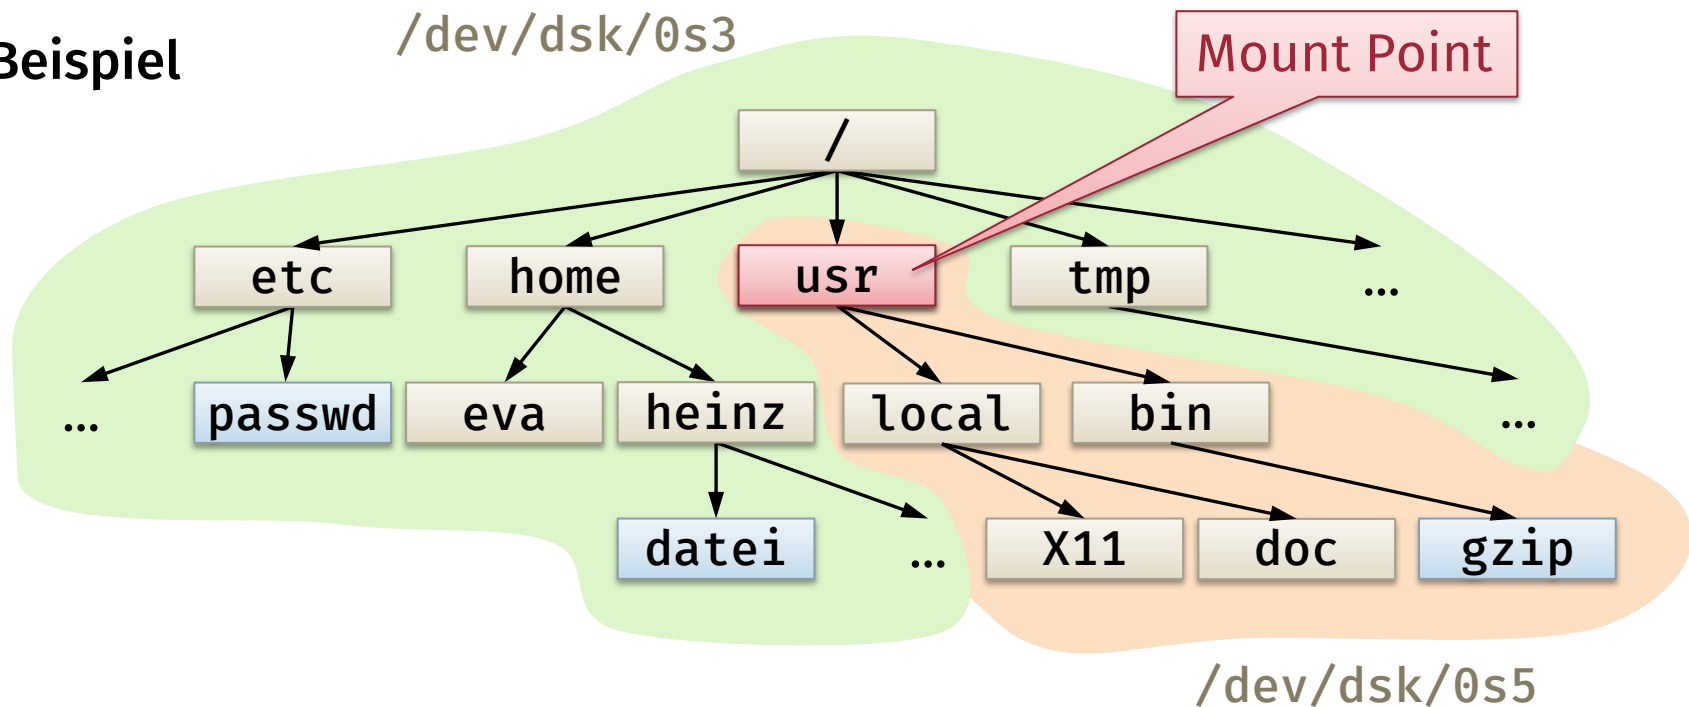 /dev/dsk/0s3
Beispiel
Mount Point
/
etc home usr tmp ...
... passwd eva heinz local bin ...
datei ... X11 doc gzip
/dev/dsk/0s5